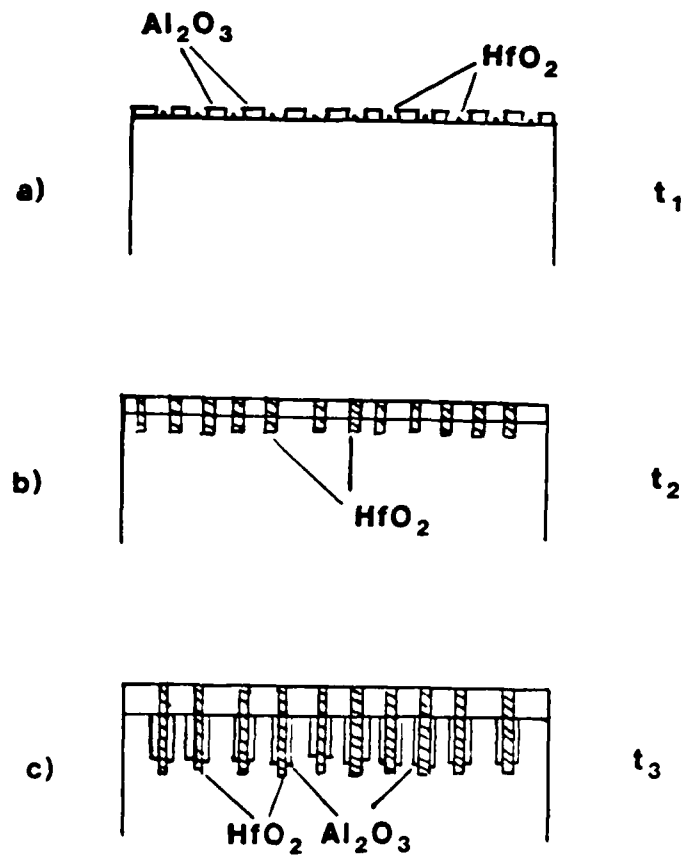 Al₂O₃
HfO₂
a)
t₁
b)
t₂
HfO₂
c)
t₃
HfO₂ Al₂O₃